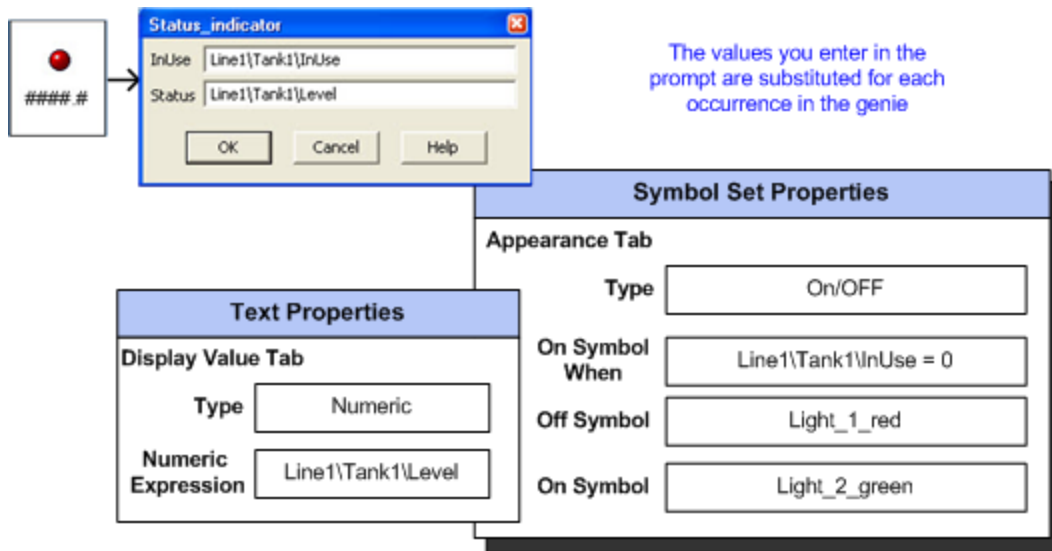 ####.#
Status_indicator
InUse Line1\Tank1\InUse
Status Line1\Tank1\Level
OK Cancel Help
The values you enter in the
prompt are substituted for each
occurrence in the genie
Symbol Set Properties
Appearance Tab
Type On/OFF
On Symbol
When
Line1\Tank1\InUse = 0
Off Symbol Light_1_red
On Symbol Light_2_green
Text Properties
Display Value Tab
Type Numeric
Numeric
Expression
Line1\Tank1\Level